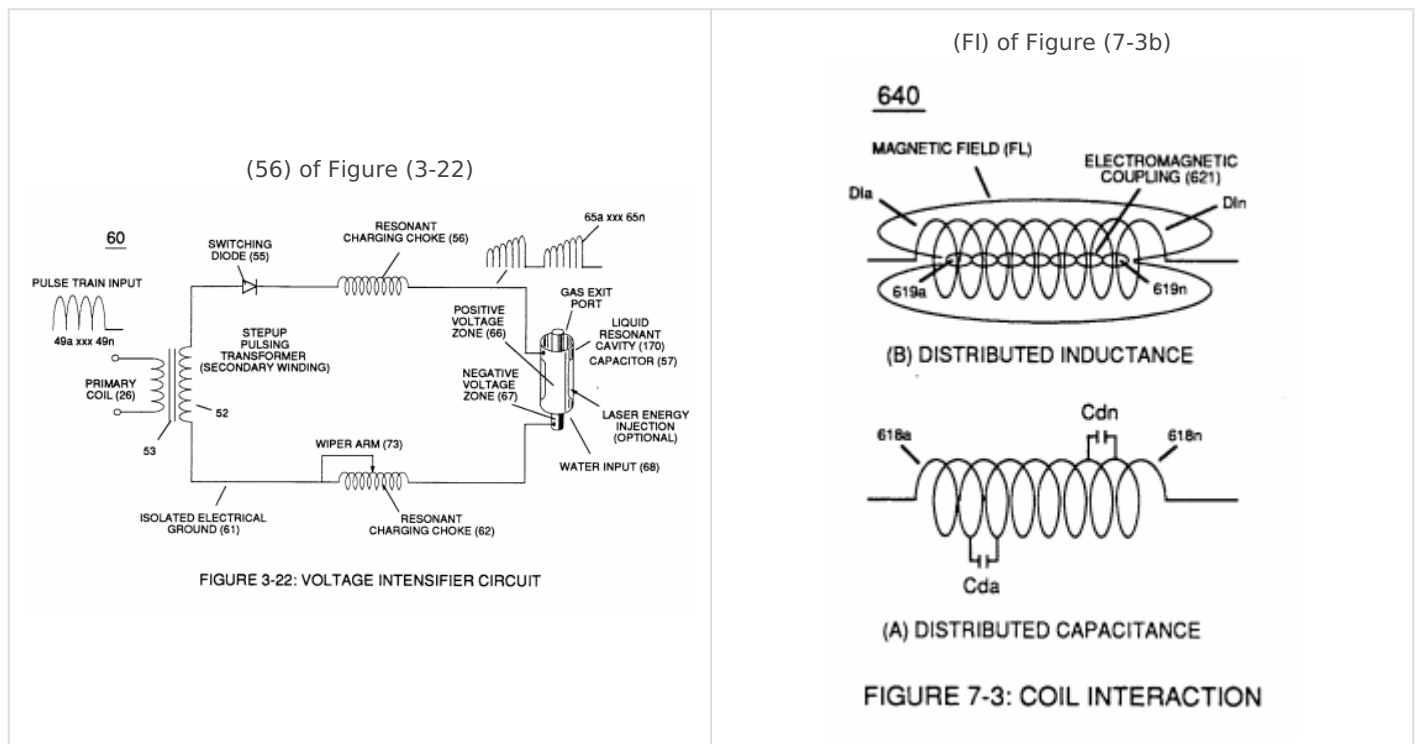 (56) of Figure (3-22)
60
PULSE TRAIN INPUT
49a xxx 49n
PRIMARY
COIL (26)
53
52
STEPUP
PULSING
TRANSFORMER
(SECONDARY WINDING)
SWITCHING
DIODE (55)
RESONANT
CHARGING CHOKE (56)
65a xxx 65n
GAS EXIT
PORT
POSITIVE
VOLTAGE
ZONE (66)
LIQUID
RESONANT
CAVITY (170)
CAPACITOR (57)
NEGATIVE
VOLTAGE
ZONE (67)
LASER ENERGY
INJECTION
(OPTIONAL)
WATER INPUT (68)
WIPER ARM (73)
ISOLATED ELECTRICAL
GROUND (61)
RESONANT
CHARGING CHOKE (62)
FIGURE 3-22: VOLTAGE INTENSIFIER CIRCUIT
(FI) of Figure (7-3b)
640
MAGNETIC FIELD (FL)
ELECTROMAGNETIC
COUPLING (621)
DIa
DIn
619a
619n
(B) DISTRIBUTED INDUCTANCE
Cdn
618a
618n
Cda
(A) DISTRIBUTED CAPACITANCE
FIGURE 7-3: COIL INTERACTION